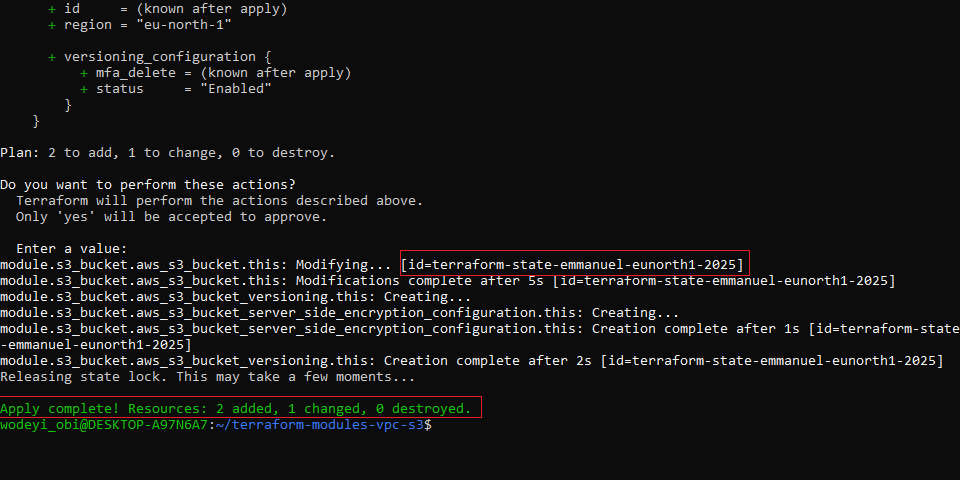 + id     = (known after apply)
+ region = "eu-north-1"
+ versioning_configuration {
+ mfa_delete = (known after apply)
+ status     = "Enabled"
}
}
Plan: 2 to add, 1 to change, 0 to destroy.
Do you want to perform these actions?
Terraform will perform the actions described above.
Only 'yes' will be accepted to approve.
Enter a value:
module.s3_bucket.aws_s3_bucket.this: Modifying... [id=terraform-state-emmanuel-eunorth1-2025]
module.s3_bucket.aws_s3_bucket.this: Modifications complete after 5s [id=terraform-state-emmanuel-eunorth1-2025]
module.s3_bucket.aws_s3_bucket_versioning.this: Creating...
module.s3_bucket.aws_s3_bucket_server_side_encryption_configuration.this: Creating...
module.s3_bucket.aws_s3_bucket_server_side_encryption_configuration.this: Creation complete after 1s [id=terraform-state
-emmanuel-eunorth1-2025]
module.s3_bucket.aws_s3_bucket_versioning.this: Creation complete after 2s [id=terraform-state-emmanuel-eunorth1-2025]
Releasing state lock. This may take a few moments...
Apply complete! Resources: 2 added, 1 changed, 0 destroyed.
wodeyi_obi@DESKTOP-A97N6A7:~/terraform-modules-vpc-s3$